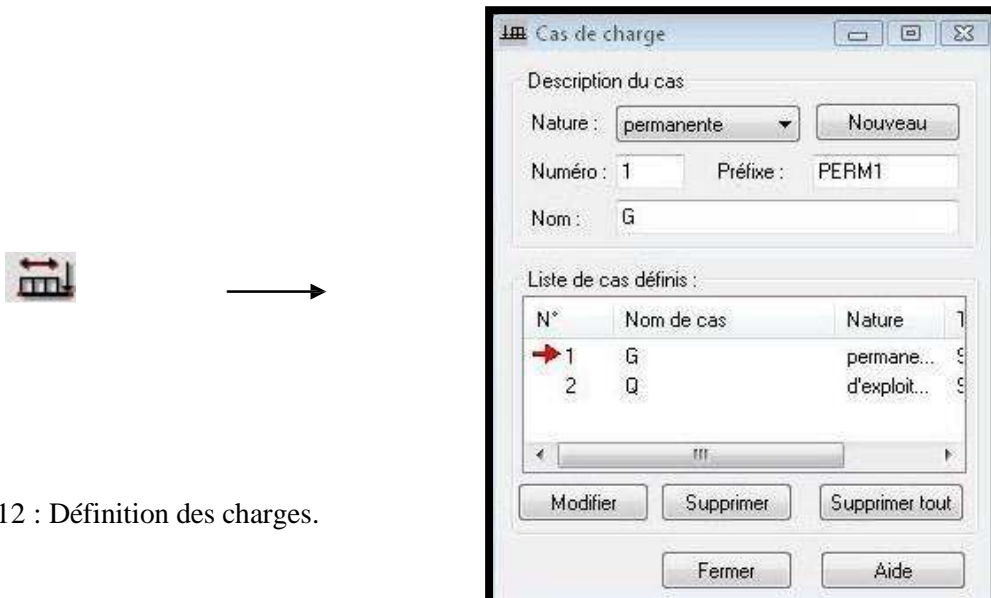 Cas de charge
Description du cas
Nature : permanente Nouveau
Numéro : 1 Préfixe : PERM1
Nom : G
Liste de cas définis :
N° Nom de cas Nature
1 G permane...
2 Q d'exploit...
Modifier Supprimer Supprimer tout
12 : Définition des charges.
Fermer Aide